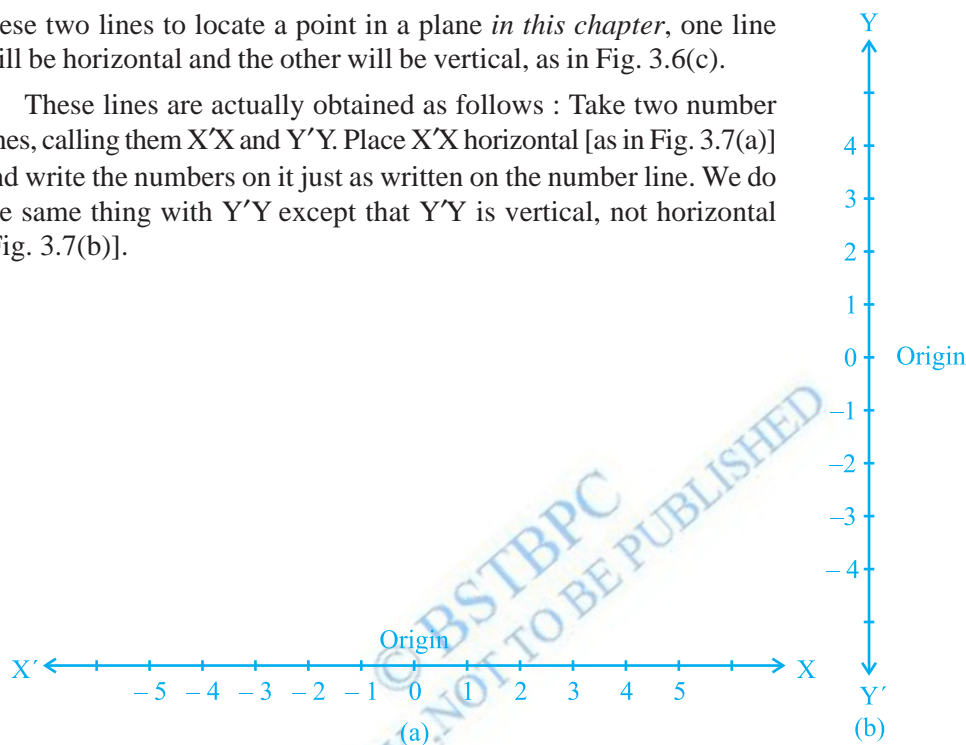 ese two lines to locate a point in a plane in this chapter, one line
ill be horizontal and the other will be vertical, as in Fig. 3.6(c).
These lines are actually obtained as follows : Take two number
nes, calling them X′X and Y′Y. Place X′X horizontal [as in Fig. 3.7(a)]
nd write the numbers on it just as written on the number line. We do
e same thing with Y′Y except that Y′Y is vertical, not horizontal
Fig. 3.7(b)].
Y
4
3
2
1
0 Origin
–1
–2
–3
– 4
Y′
(b)
Origin
X′ X
– 5 – 4 – 3 – 2 – 1 0 1 2 3 4 5
(a)
© BSTBPC
NOT TO BE PUBLISHED